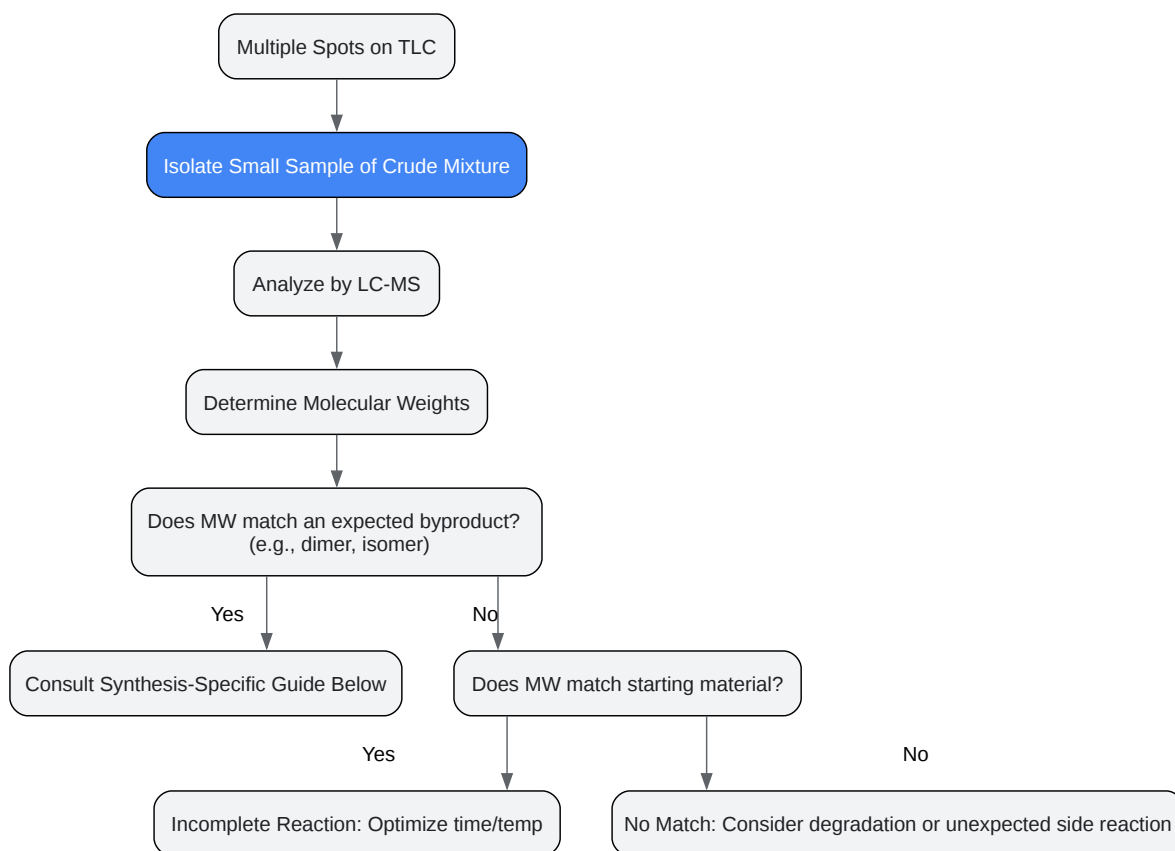 Multiple Spots on TLC
Isolate Small Sample of Crude Mixture
Analyze by LC-MS
Determine Molecular Weights
Does MW match an expected byproduct?
(e.g., dimer, isomer)
Yes
No
Consult Synthesis-Specific Guide Below
Does MW match starting material?
Yes
No
Incomplete Reaction: Optimize time/temp
No Match: Consider degradation or unexpected side reaction